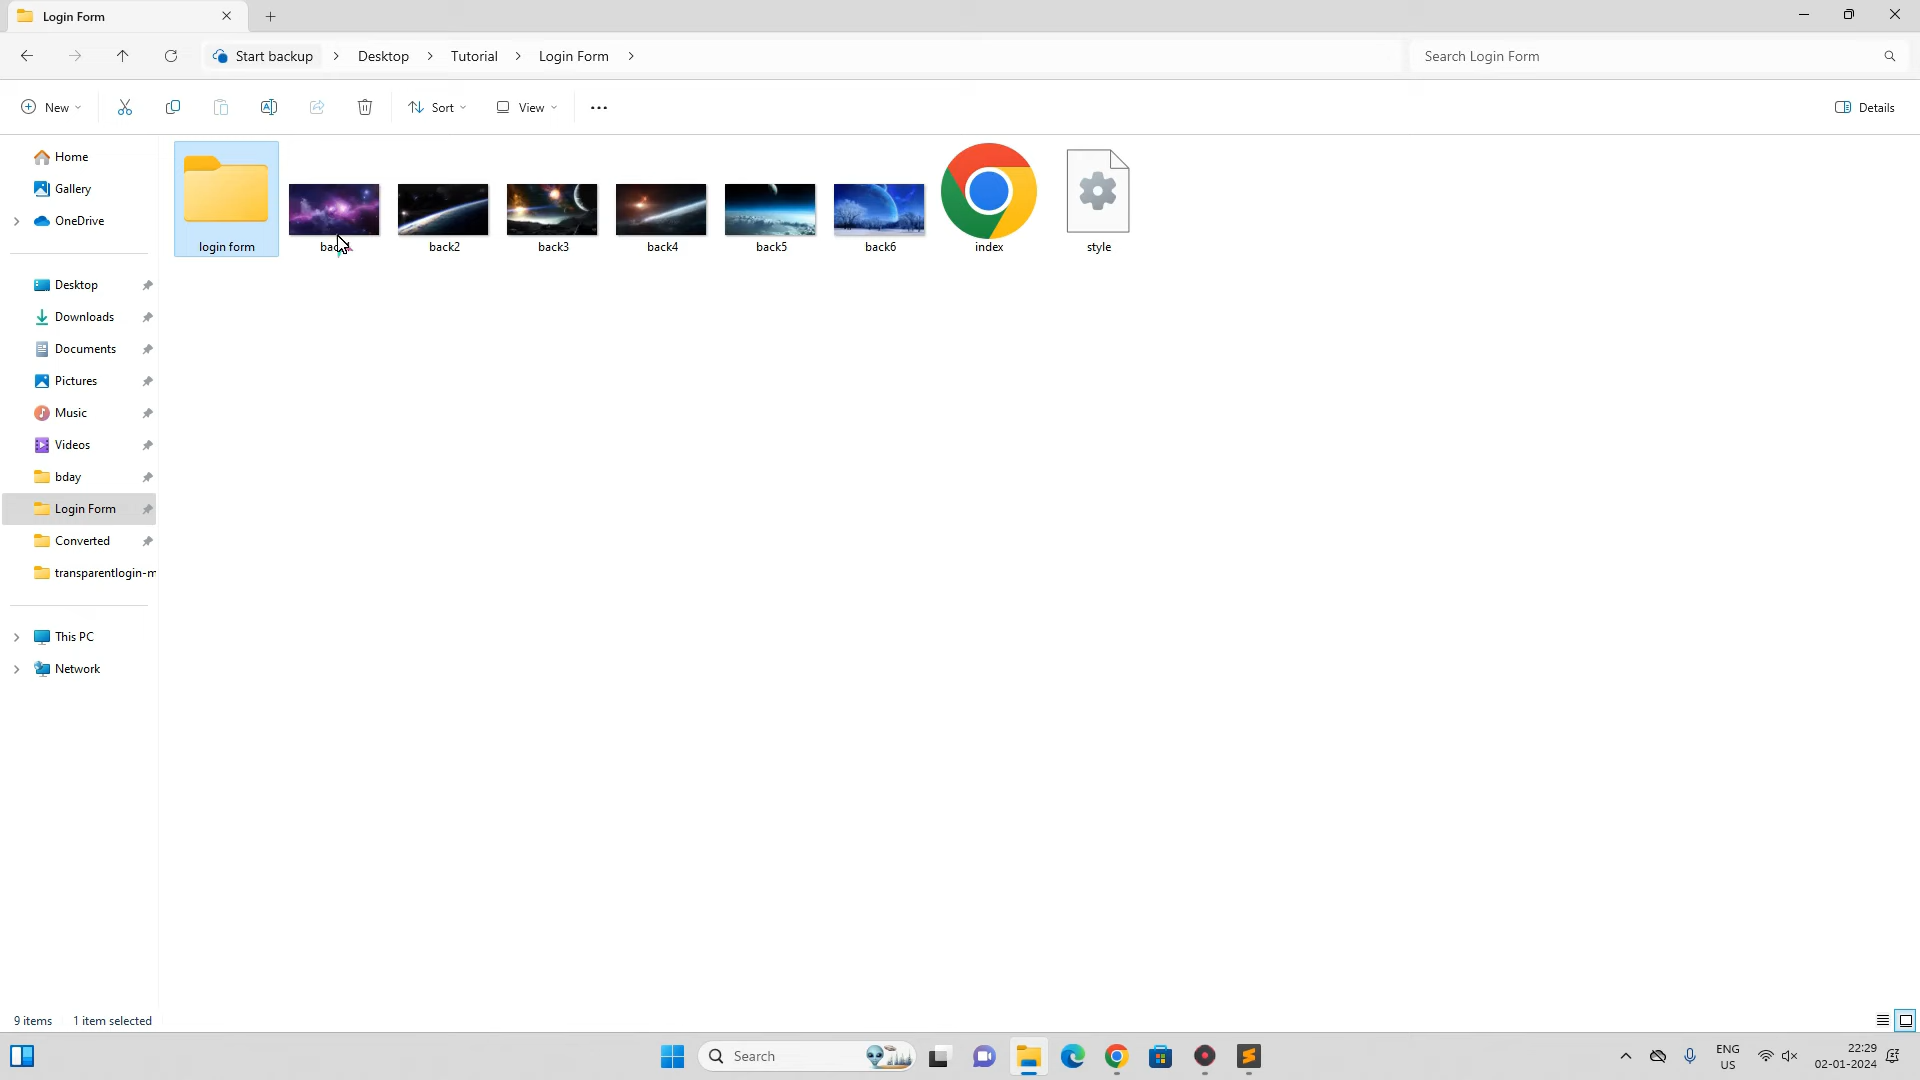 Login Form
Start backup
Desktop
Tutorial
Login Form
Search Login Form
New
Sort
View
Details
Home
Gallery
OneDrive
Desktop
Downloads
Documents
Pictures
Music
Videos
bday
Login Form
Converted
transparentlogin-m
This PC
Network
login form
back2
back3
back4
back5
back6
index
style
9 items
1 item selected
Search
ENG
US
22:29
02-01-2024